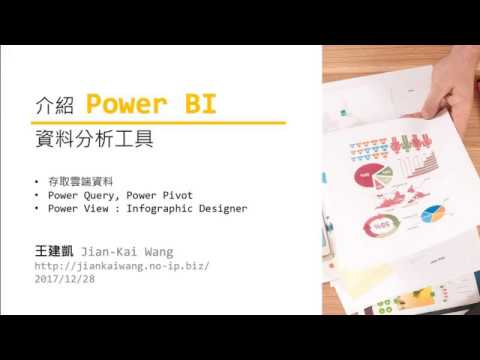 介紹 Power BI
資料分析工具
• 存取雲端資料
• Power Query, Power Pivot
• Power View : Infographic Designer
王建凱 Jian-Kai Wang
http://jiankaiwang.no-ip.biz/
2017/12/28
50%